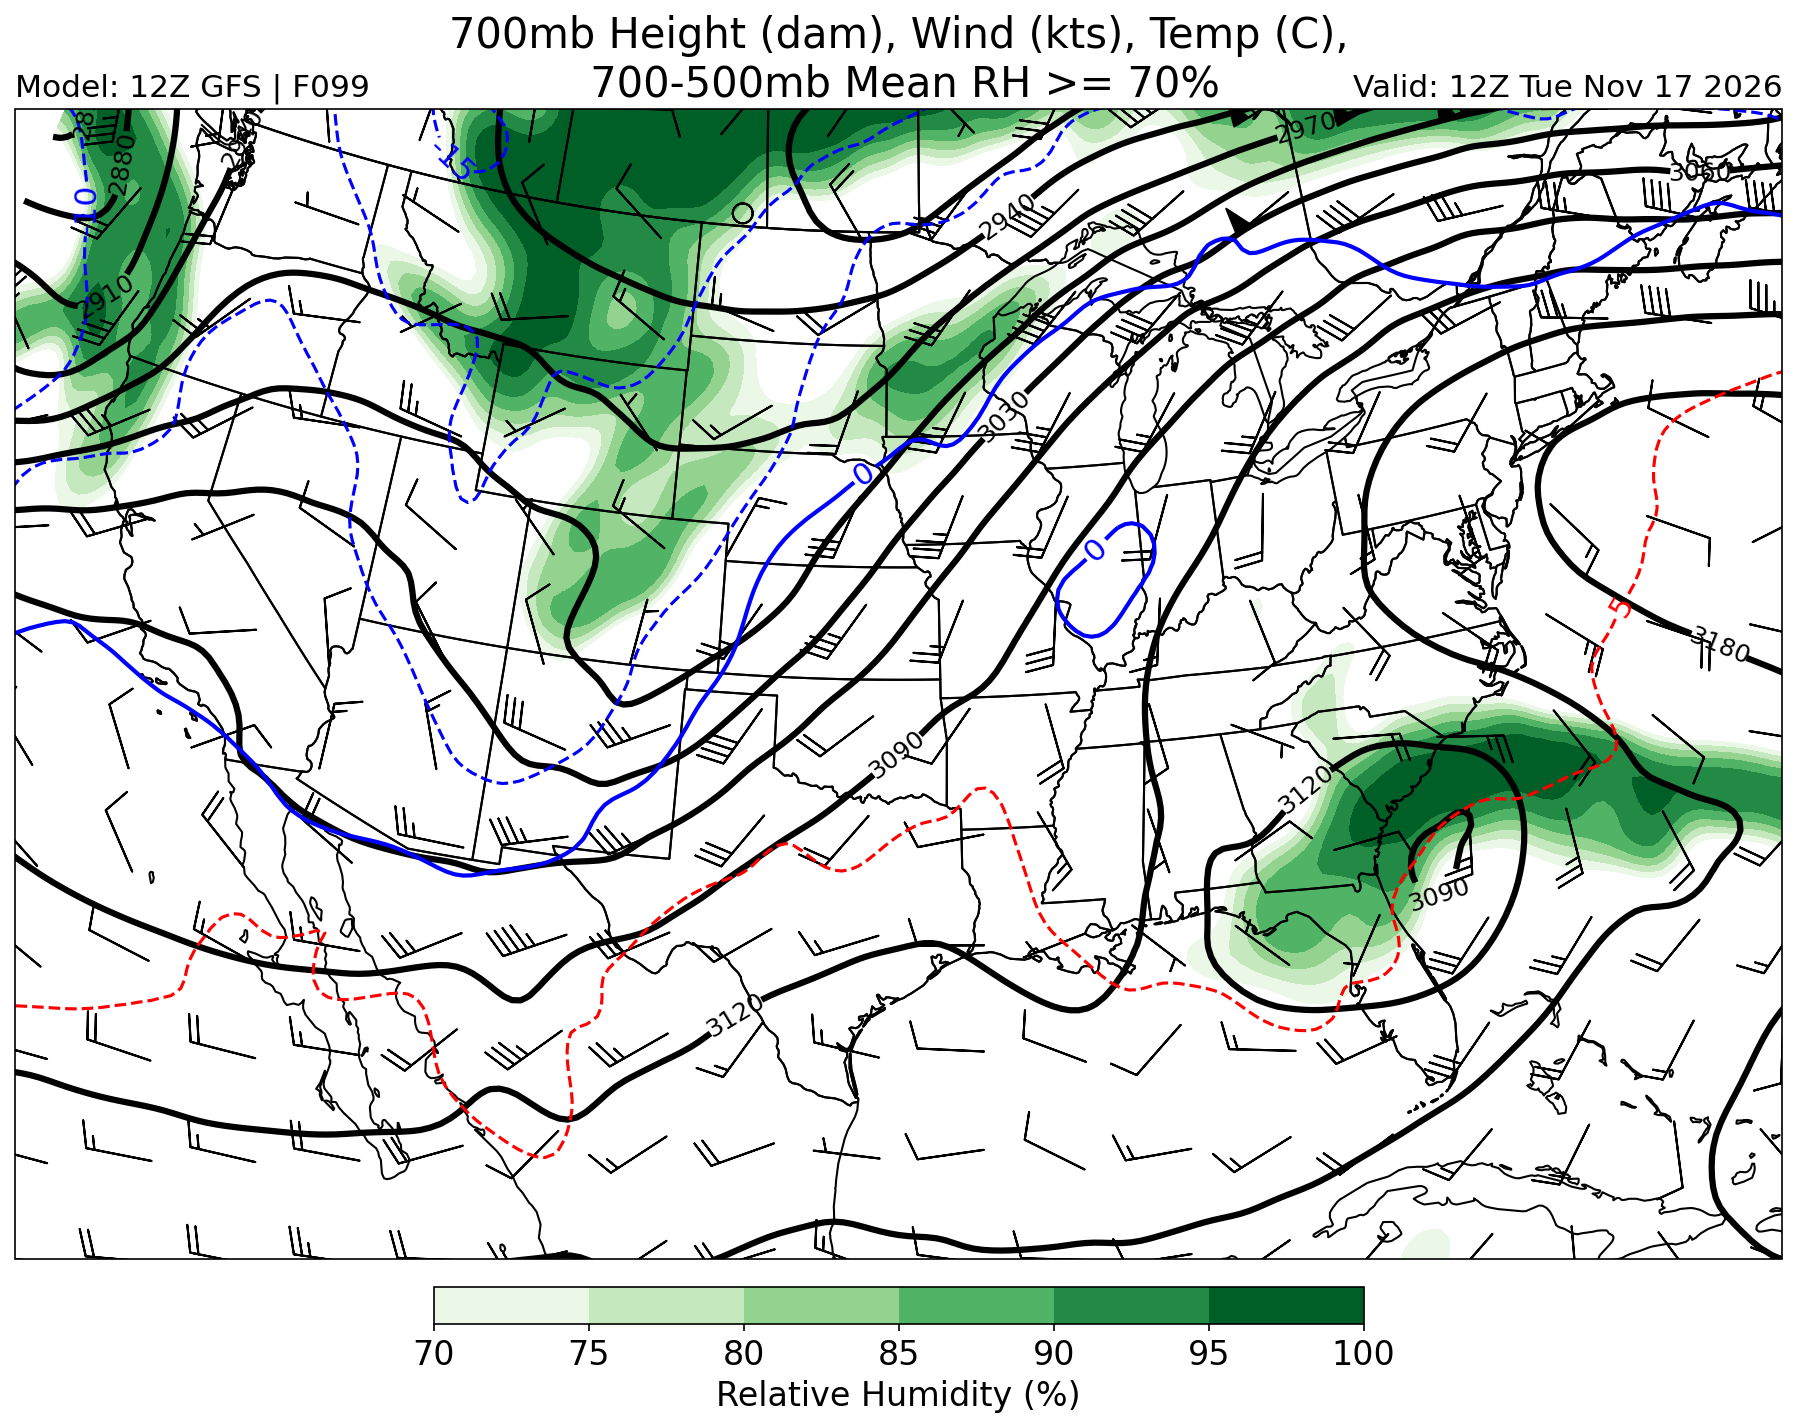 700mb Height (dam), Wind (kts), Temp (C),
700-500mb Mean RH >= 70%
Model: 12Z GFS | F099
Valid: 12Z Tue Nov 17 2026
2880
2970
-15
3060
-10
2940
2910
3030
0
0
5
3180
3090
3120
3090
3120
70 75 80 85 90 95 100
Relative Humidity (%)